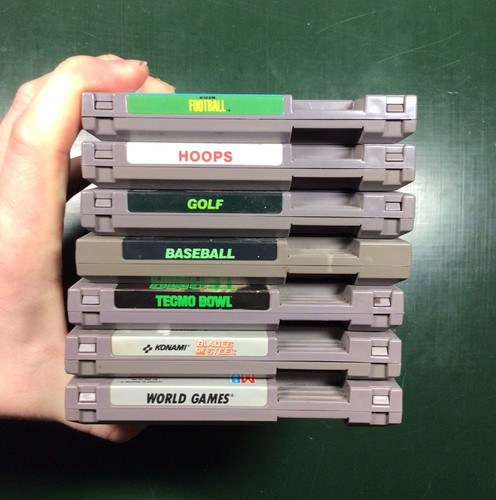 FOOTBALL
HOOPS
GOLF
BASEBALL
TECMO BOWL
KONAMI® BLADES OF STEEL
WORLD GAMES®